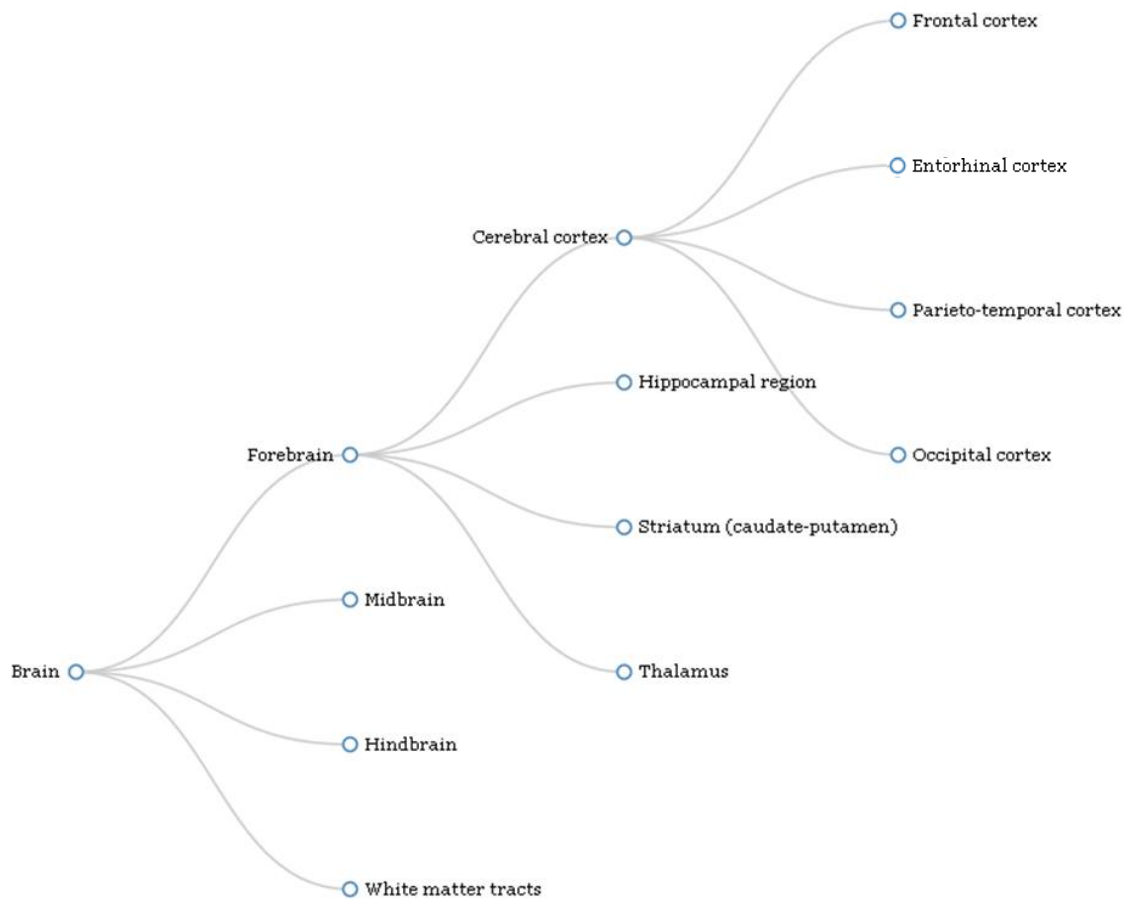 Frontal cortex
Entorhinal cortex
Cerebral cortex
Parieto-temporal cortex
Hippocampal region
Forebrain
Occipital cortex
Striatum (caudate-putamen)
Midbrain
Brain
Thalamus
Hindbrain
White matter tracts